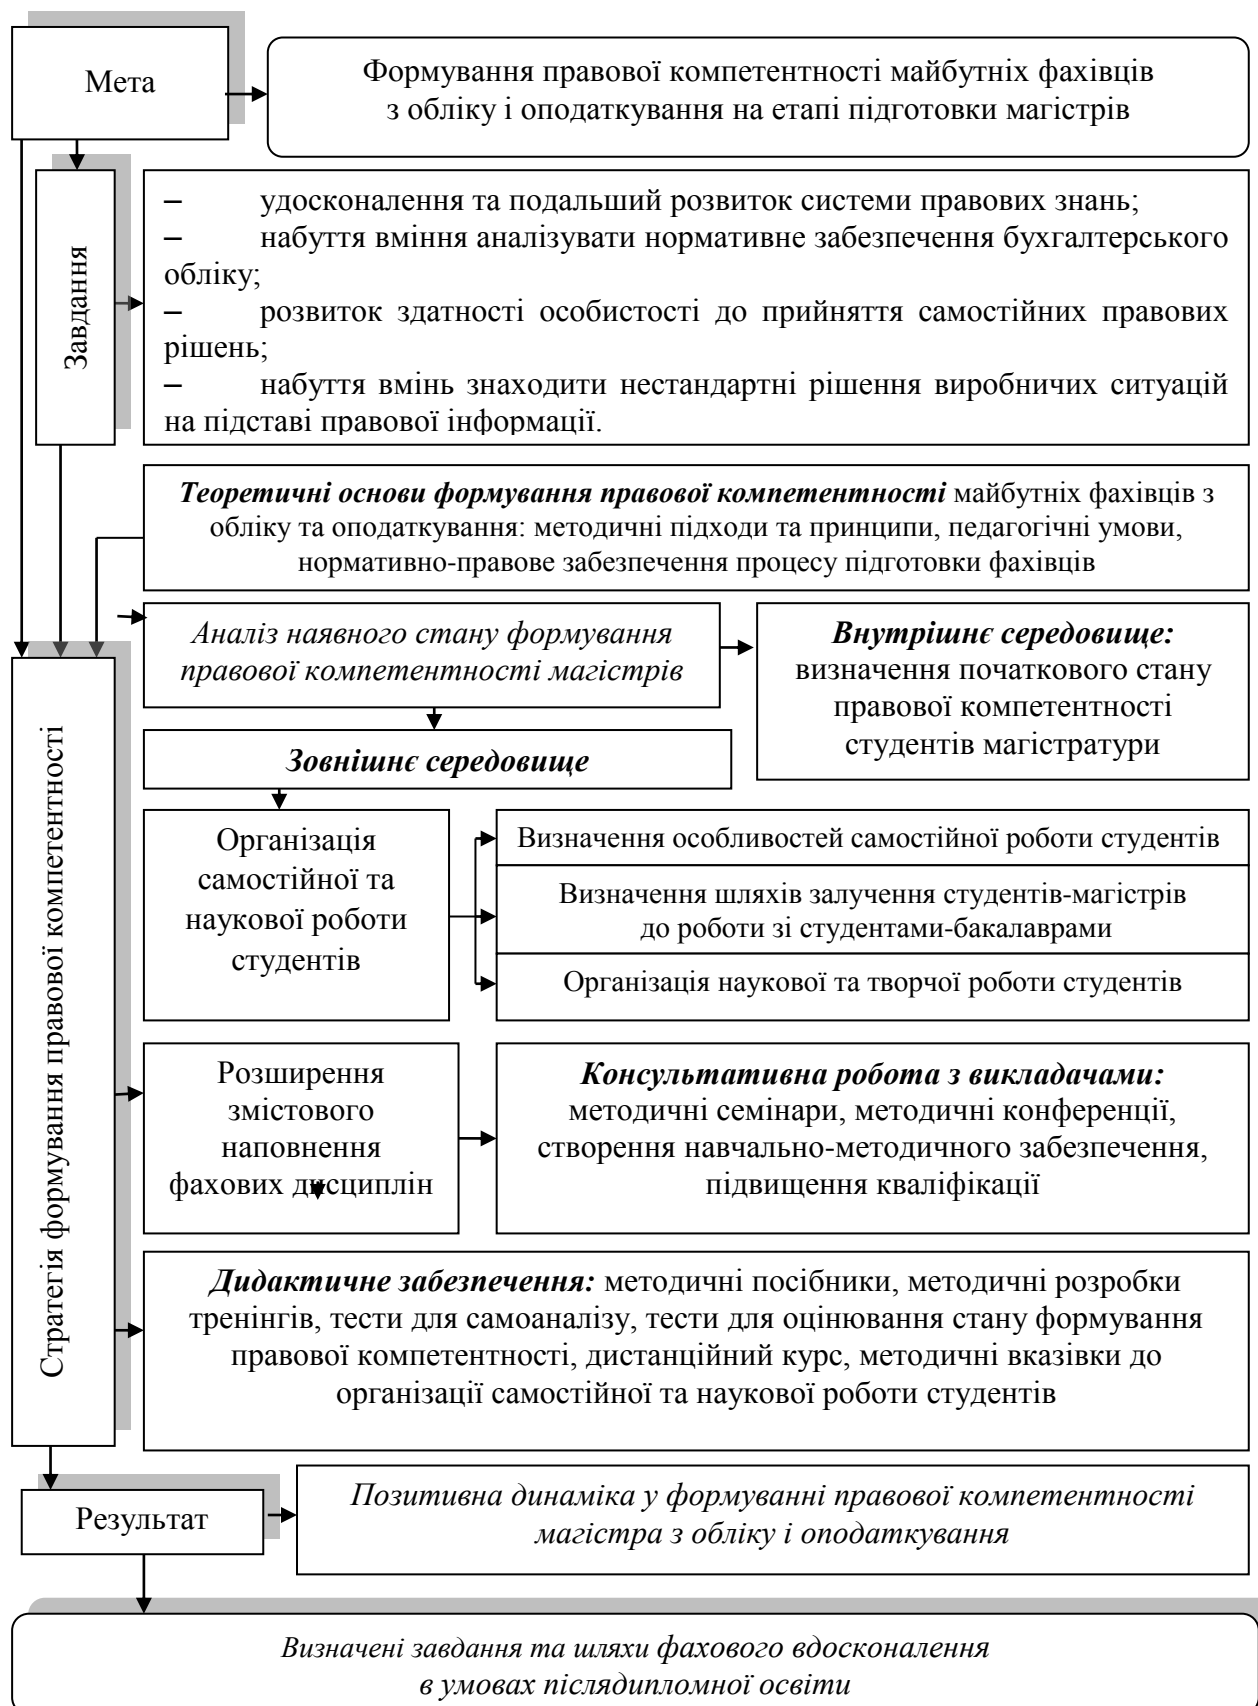 Мета
Формування правової компетентності майбутніх фахівців
з обліку і оподаткування на етапі підготовки магістрів
Завдання
– удосконалення та подальший розвиток системи правових знань;
– набуття вміння аналізувати нормативне забезпечення бухгалтерського
обліку;
– розвиток здатності особистості до прийняття самостійних правових
рішень;
– набуття вмінь знаходити нестандартні рішення виробничих ситуацій
на підставі правової інформації.
Теоретичні основи формування правової компетентності майбутніх фахівців з
обліку та оподаткування: методичні підходи та принципи, педагогічні умови,
нормативно-правове забезпечення процесу підготовки фахівців
Стратегія формування правової компетентності
Аналіз наявного стану формування
правової компетентності магістрів
Внутрішнє середовище:
визначення початкового стану
правової компетентності
студентів магістратури
Зовнішнє середовище
Організація
самостійної та
наукової роботи
студентів
Визначення особливостей самостійної роботи студентів
Визначення шляхів залучення студентів-магістрів
до роботи зі студентами-бакалаврами
Організація наукової та творчої роботи студентів
Розширення
змістового
наповнення
фахових дисциплін
Консультативна робота з викладачами:
методичні семінари, методичні конференції,
створення навчально-методичного забезпечення,
підвищення кваліфікації
Дидактичне забезпечення: методичні посібники, методичні розробки
тренінгів, тести для самоаналізу, тести для оцінювання стану формування
правової компетентності, дистанційний курс, методичні вказівки до
організації самостійної та наукової роботи студентів
Результат
Позитивна динаміка у формуванні правової компетентності
магістра з обліку і оподаткування
Визначені завдання та шляхи фахового вдосконалення
в умовах післядипломної освіти